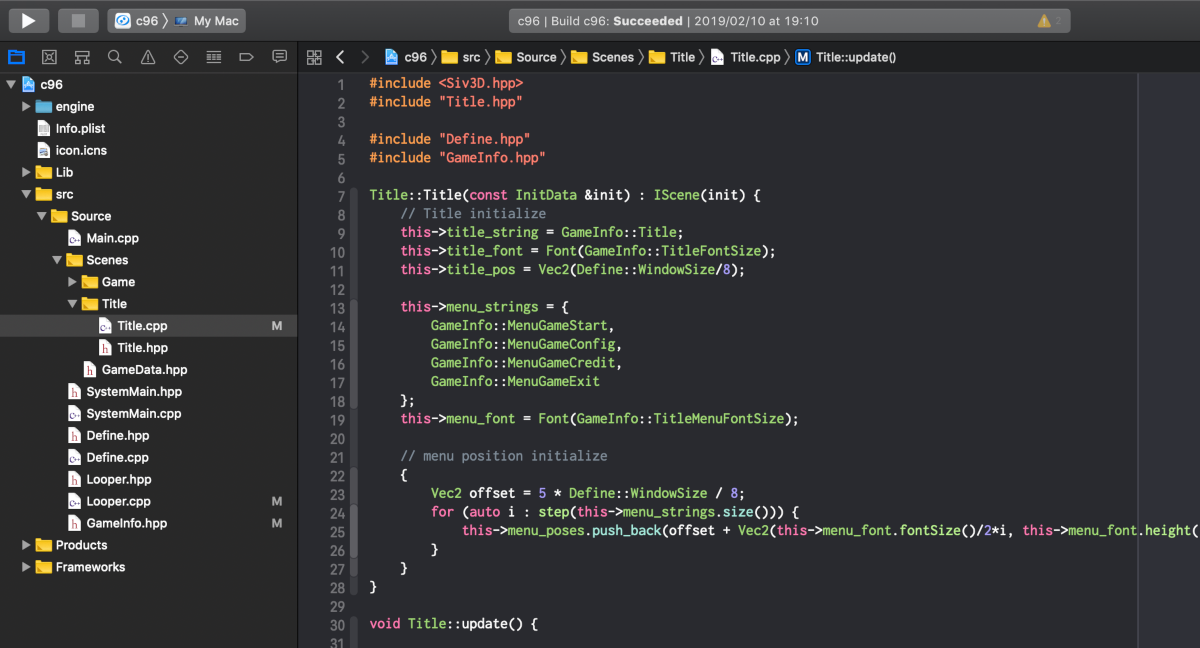 c96 〉 My Mac
c96 | Build c96: Succeeded | 2019/02/10 at 19:10
c96 〉 src 〉 Source 〉 Scenes 〉 Title 〉 Title.cpp 〉 M Title::update()
c96
engine
Info.plist
icon.icns
Lib
src
Source
Main.cpp
Scenes
Game
Title
Title.cpp M
Title.hpp
GameData.hpp
SystemMain.hpp
SystemMain.cpp
Define.hpp
Define.cpp
Looper.hpp
Looper.cpp M
GameInfo.hpp M
Products
Frameworks
1 #include <Siv3D.hpp>
2 #include "Title.hpp"
3
4 #include "Define.hpp"
5 #include "GameInfo.hpp"
6
7 Title::Title(const InitData &init) : IScene(init) {
8 // Title initialize
9 this->title_string = GameInfo::Title;
10 this->title_font = Font(GameInfo::TitleFontSize);
11 this->title_pos = Vec2(Define::WindowSize/8);
12
13 this->menu_strings = {
14 GameInfo::MenuGameStart,
15 GameInfo::MenuGameConfig,
16 GameInfo::MenuGameCredit,
17 GameInfo::MenuGameExit
18 };
19 this->menu_font = Font(GameInfo::TitleMenuFontSize);
20
21 // menu position initialize
22 {
23 Vec2 offset = 5 * Define::WindowSize / 8;
24 for (auto i : step(this->menu_strings.size())) {
25 this->menu_poses.push_back(offset + Vec2(this->menu_font.fontSize()/2*i, this->menu_font.height(
26 }
27 }
28 }
29
30 void Title::update() {
31